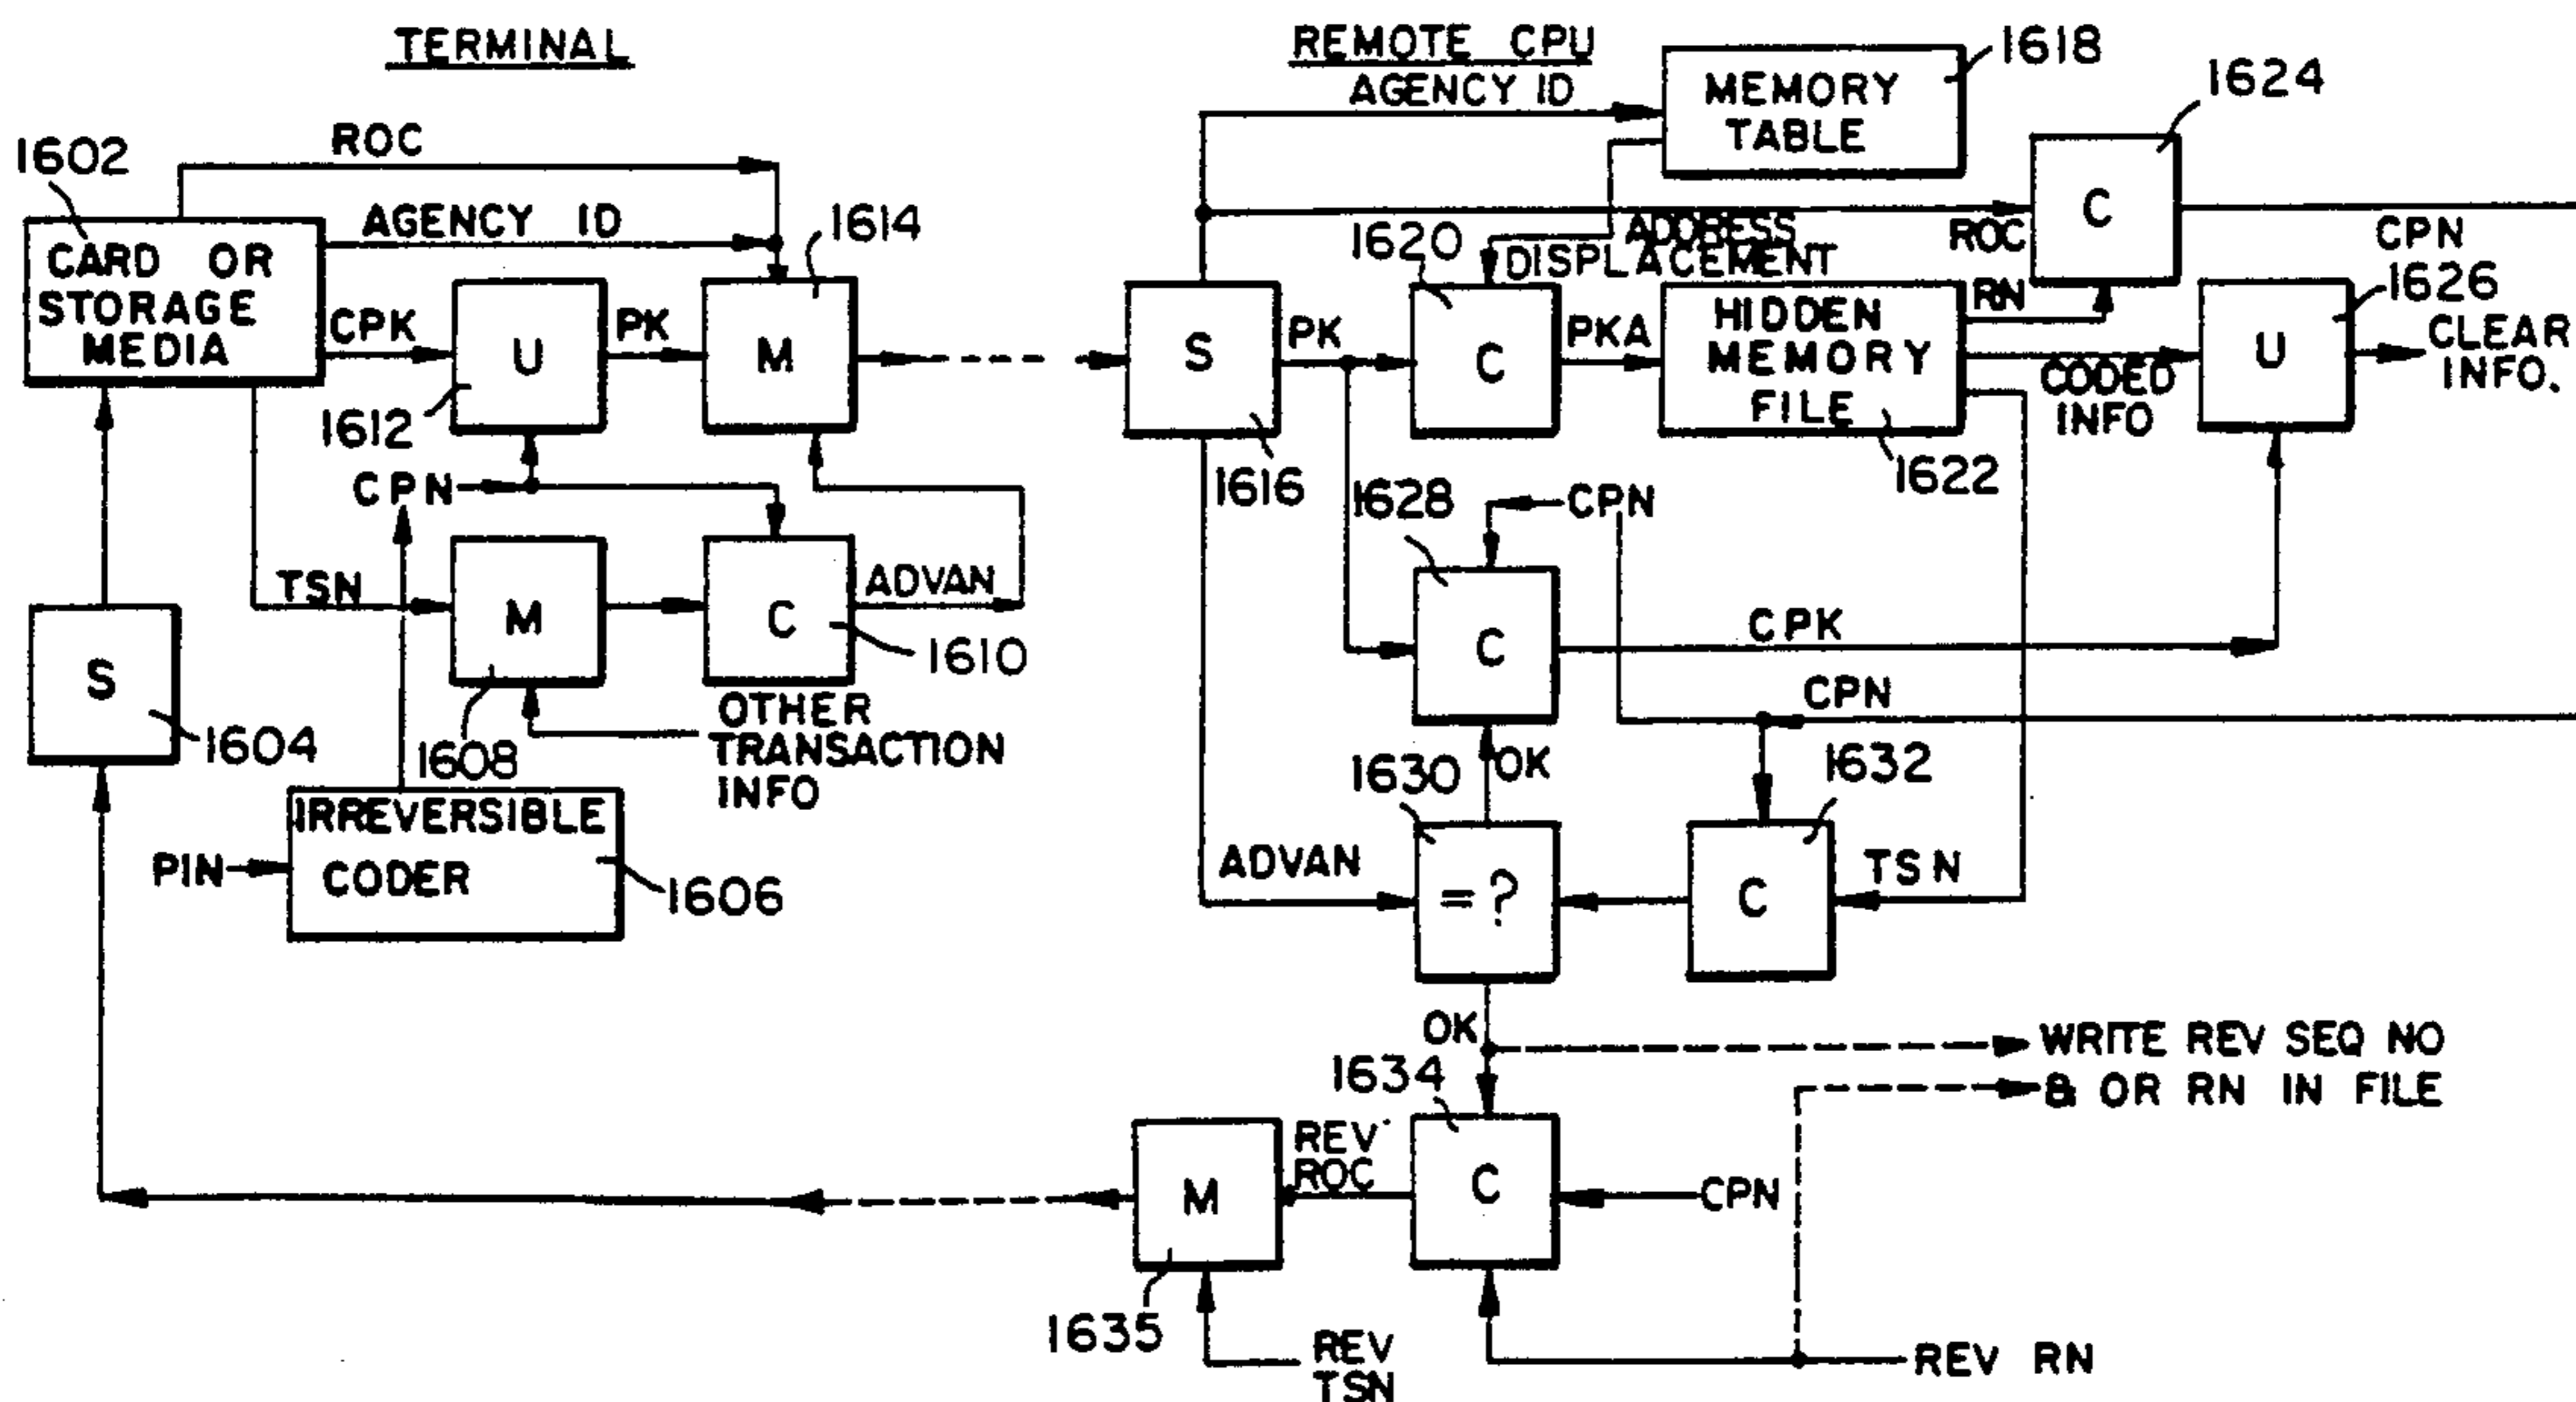 TERMINAL
REMOTE CPU
AGENCY ID
MEMORY
TABLE
1618
1624
1602
ROC
AGENCY ID
1614
CARD OR
STORAGE
MEDIA
CPK
U
PK
M
1612
CPN
TSN
M
C
ADVAN
1610
S
1604
1608
OTHER
TRANSACTION
INFO
IRREVERSIBLE
CODER
PIN
1606
1620
ADDRESS
DISPLACEMENT
ROC
C
CPN
S
PK
C
PKA
HIDDEN
MEMORY
FILE
RN
CODED
INFO
U
1626
CLEAR
INFO.
1616
1622
1628
CPN
C
CPK
CPN
1630
OK
1632
ADVAN
= ?
C
TSN
OK
WRITE REV SEQ NO
& OR RN IN FILE
1634
M
REV
ROC
C
CPN
1635
REV
TSN
REV RN